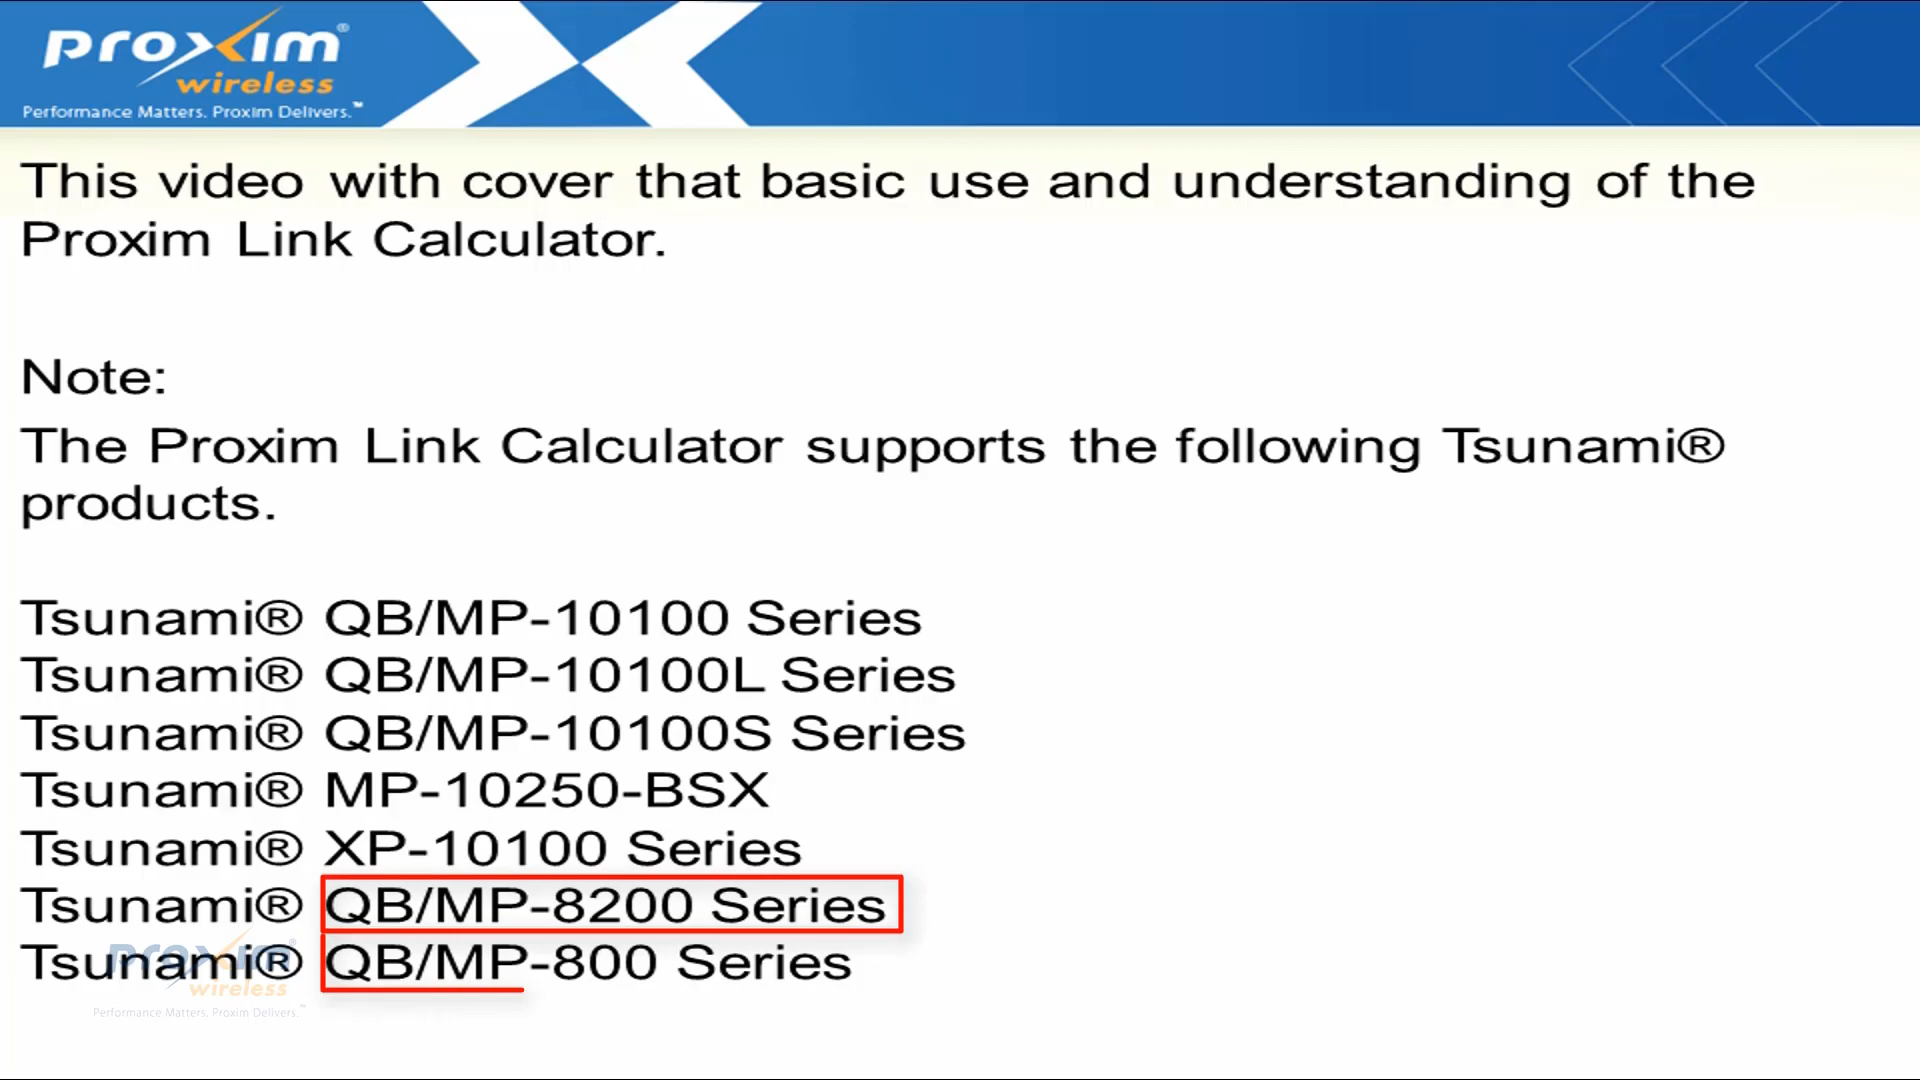 proxim®
wireless
Performance Matters. Proxim Delivers.™
This video with cover that basic use and understanding of the
Proxim Link Calculator.
Note:
The Proxim Link Calculator supports the following Tsunami®
products.
Tsunami® QB/MP-10100 Series
Tsunami® QB/MP-10100L Series
Tsunami® QB/MP-10100S Series
Tsunami® MP-10250-BSX
Tsunami® XP-10100 Series
Tsunami® QB/MP-8200 Series
Tsunami® QB/MP-800 Series
proxim®
wireless
Performance Matters. Proxim Delivers.™